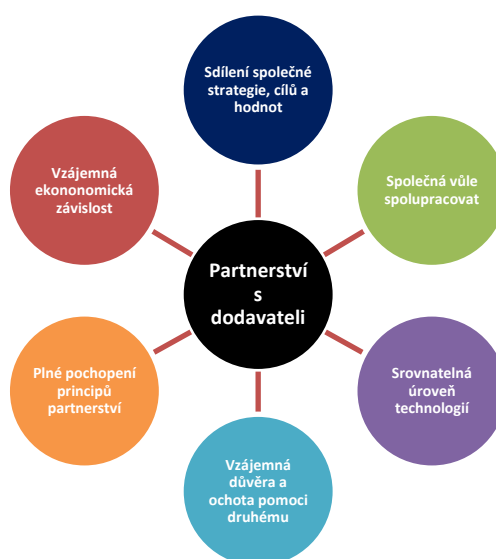 Sdílení společné
strategie, cílů a
hodnot
Vzájemná
ekononomická
závislost
Společná vůle
spolupracovat
Partnerství
s
dodavateli
Plné pochopení
principů
partnerství
Srovnatelná
úroveň
technologií
Vzájemná
důvěra a
ochota pomoci
druhému